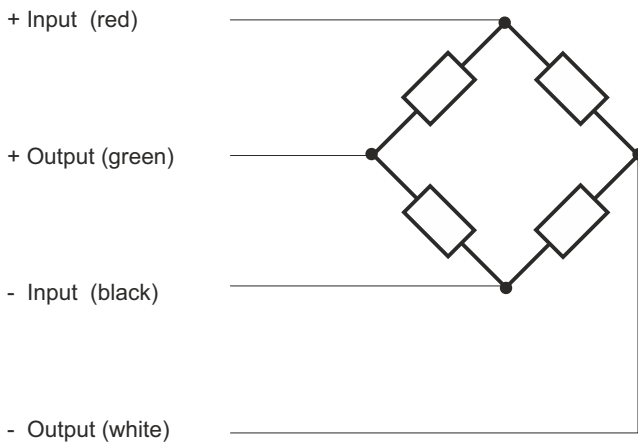 + Input (red)
+ Output (green)
- Input (black)
- Output (white)